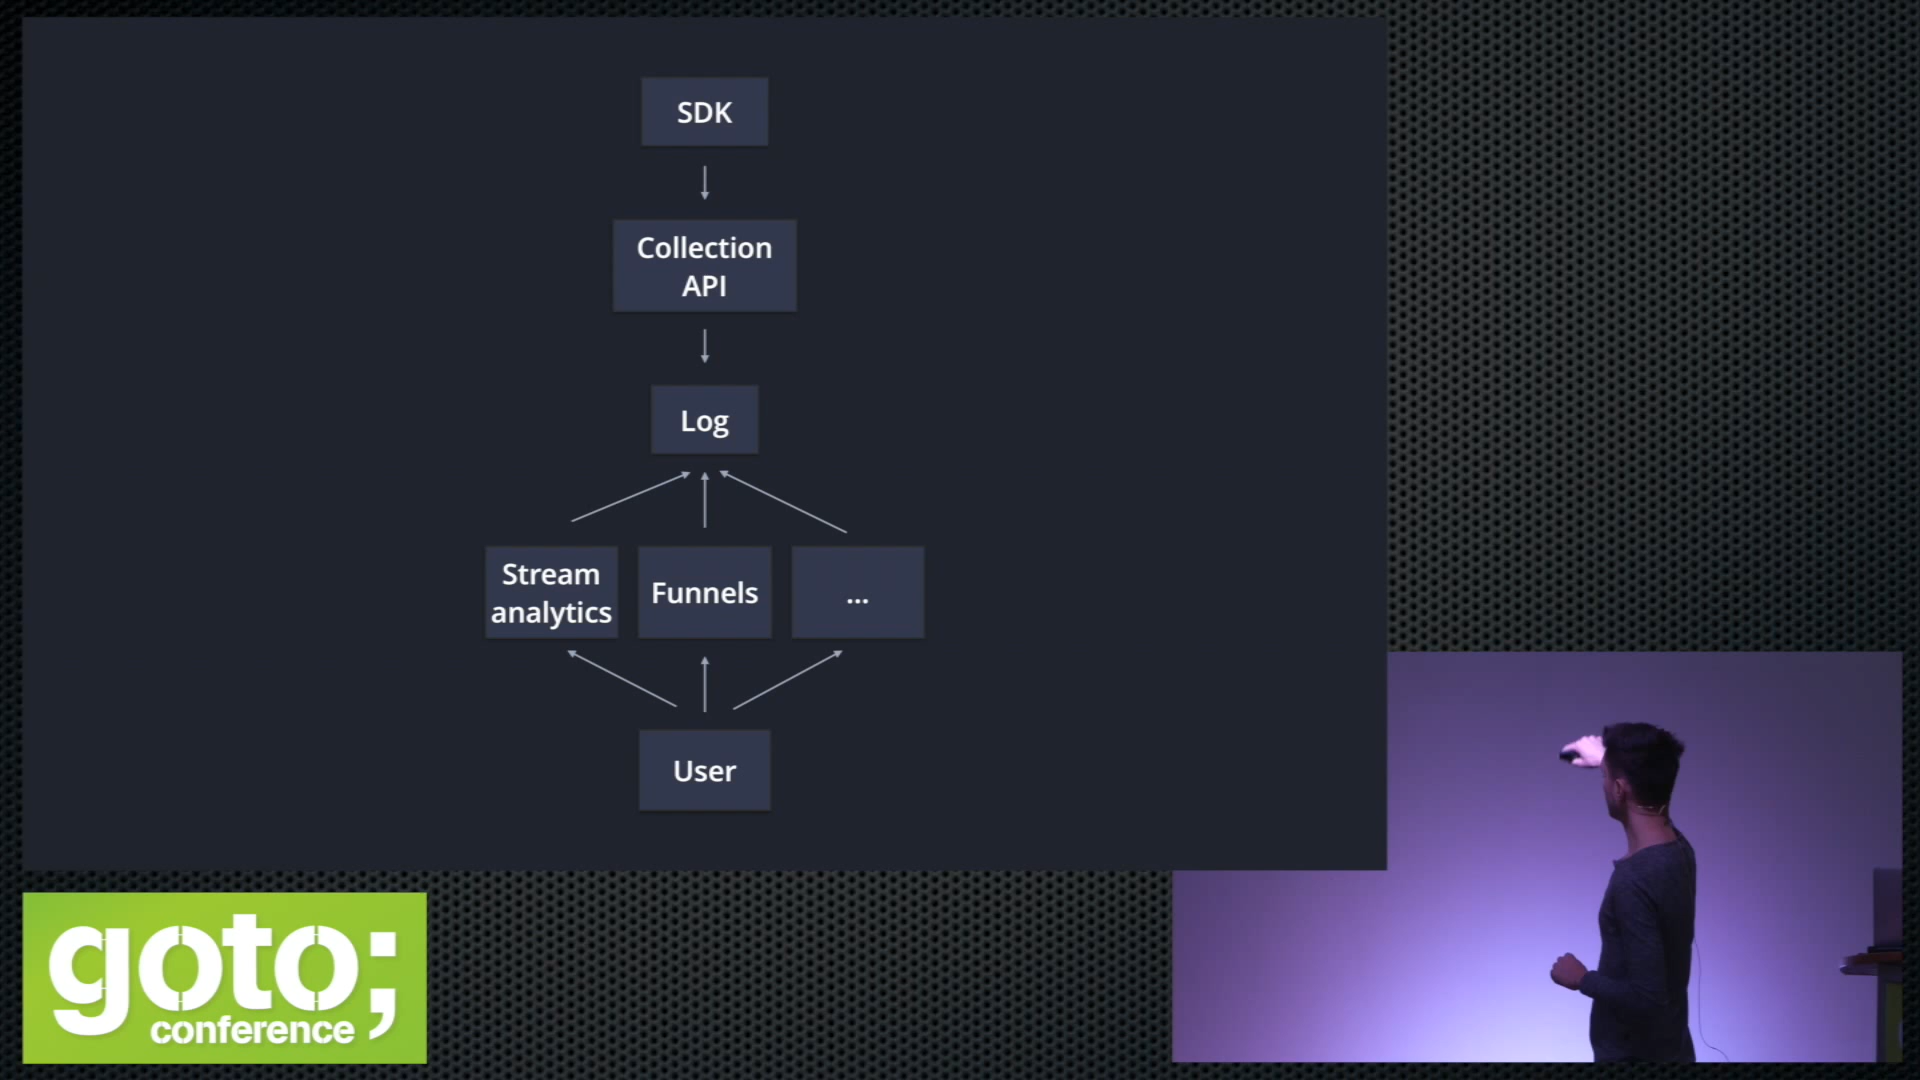 SDK
Collection
API
Log
Stream
analytics
Funnels
...
User
goto;
conference